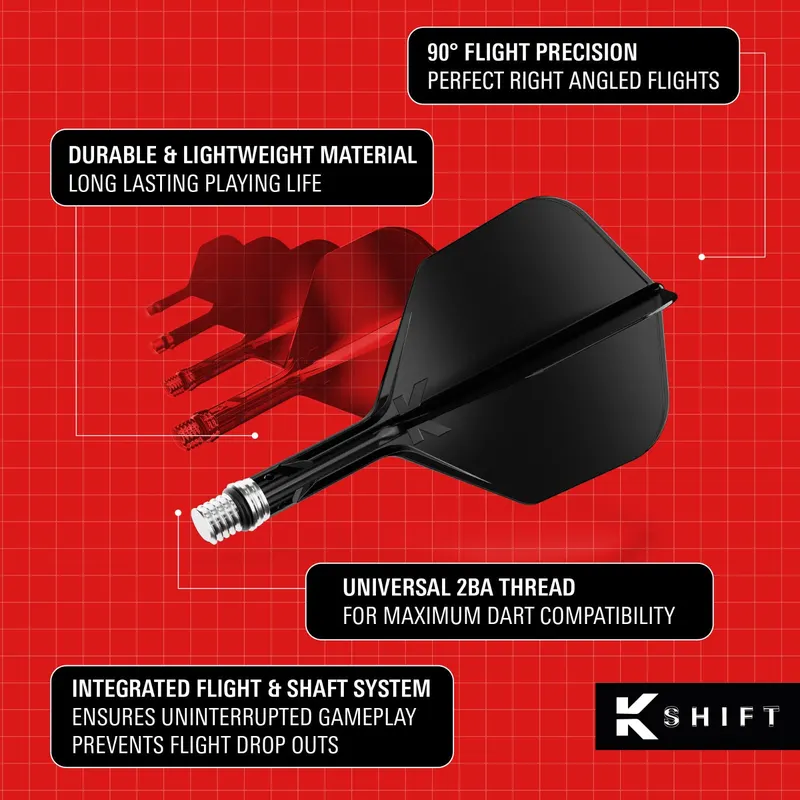 90° FLIGHT PRECISION
PERFECT RIGHT ANGLED FLIGHTS
DURABLE & LIGHTWEIGHT MATERIAL
LONG LASTING PLAYING LIFE
K
UNIVERSAL 2BA THREAD
FOR MAXIMUM DART COMPATIBILITY
INTEGRATED FLIGHT & SHAFT SYSTEM
ENSURES UNINTERRUPTED GAMEPLAY
PREVENTS FLIGHT DROP OUTS
K SHIFT